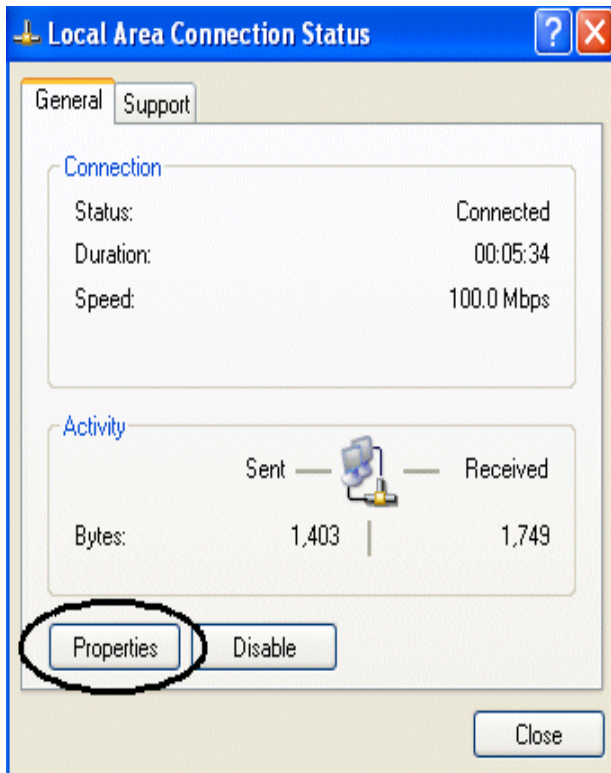 Local Area Connection Status
General Support
Connection
Status: Connected
Duration: 00:05:34
Speed: 100.0 Mbps
Activity
Sent Received
Bytes: 1,403 1,749
Properties Disable
Close